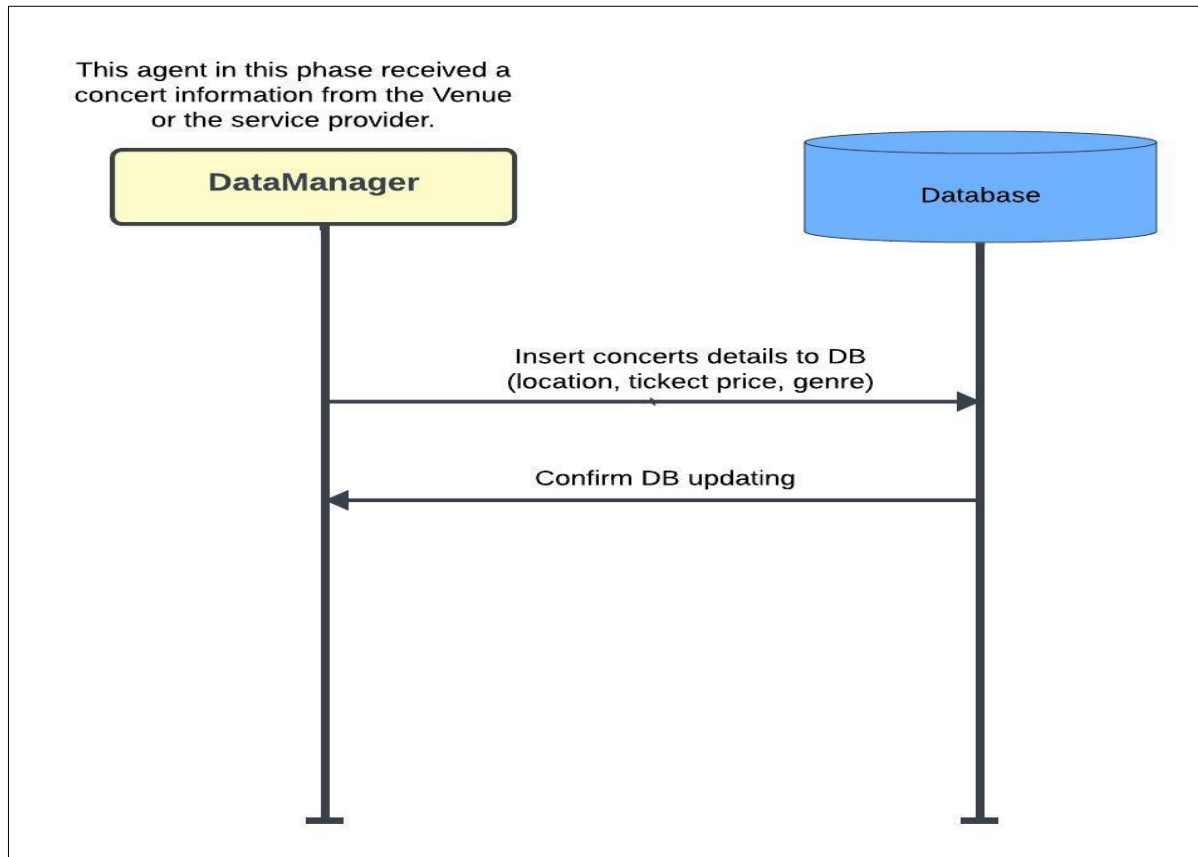 This agent in this phase received a
concert information from the Venue
or the service provider.
DataManager
Database
Insert concerts details to DB
(location, tickect price, genre)
Confirm DB updating